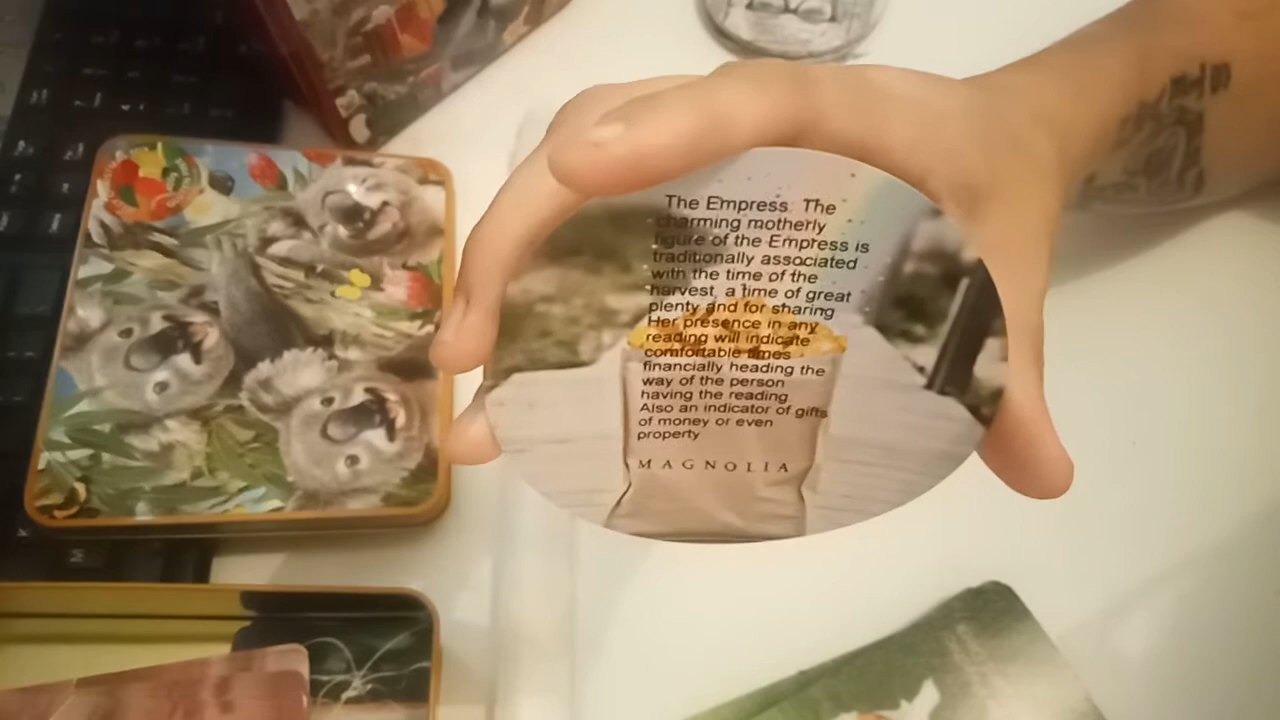 The Empress. The
charming motherly
figure of the Empress is
traditionally associated
with the time of the
harvest, a time of great
plenty and for sharing
Her presence in any
reading will indicate
comfortable times
financially heading the
way of the person
having the reading
Also an indicator of gifts
of money or even
property
MAGNOLIA